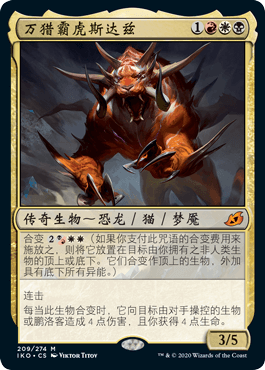 万猎霸虎斯达兹
1
传奇生物～恐龙 / 猫 / 梦魇
合变 2（如果你支付此咒语的合变费用来施放之，则将它放置在目标由你拥有之非人类生物的顶上或底下。它们合变作顶上的生物，外加具有底下所有异能。）
连击
每当此生物合变时，它向目标由对手操控的生物或鹏洛客造成４点伤害，且你获得４点生命。
3/5
209/274 M
IKO • CS VIKTOR TITOV
™ & © 2020 Wizards of the Coast